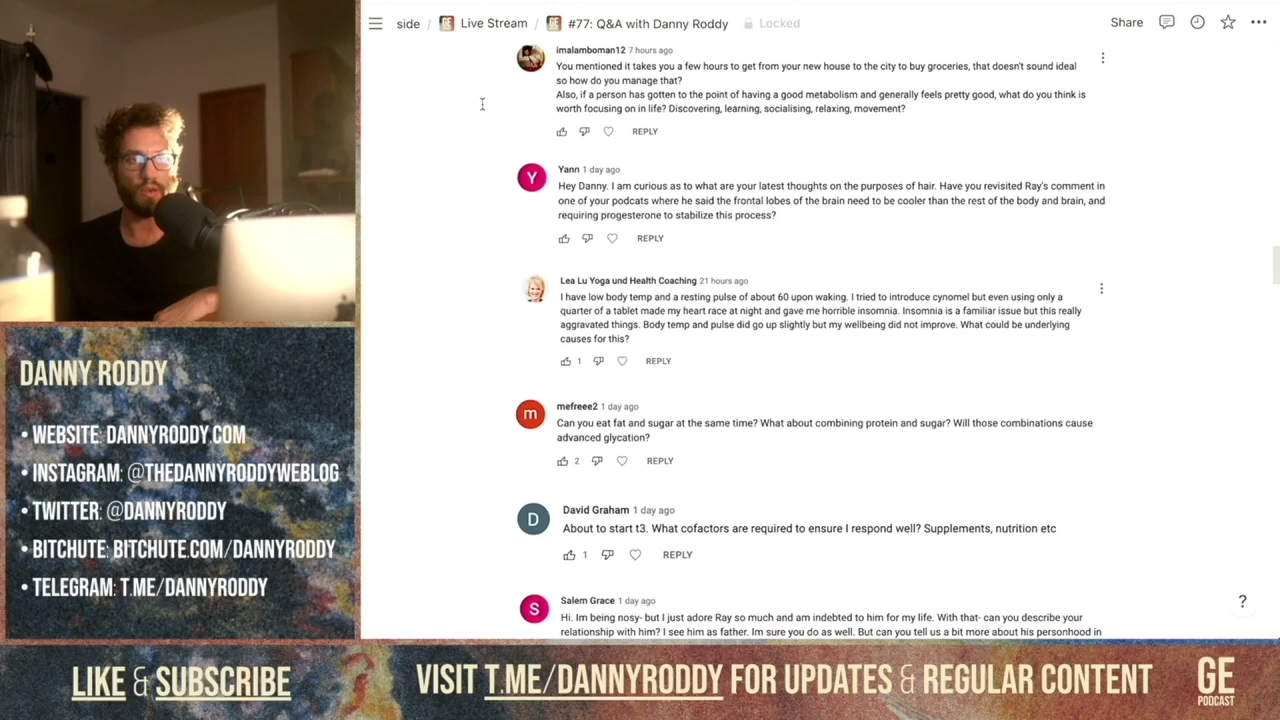 side / Live Stream / #77: Q&A with Danny Roddy Locked
Share
imalamboman12 7 hours ago
You mentioned it takes you a few hours to get from your new house to the city to buy groceries, that doesn't sound ideal
so how do you manage that?
Also, if a person has gotten to the point of having a good metabolism and generally feels pretty good, what do you think is
worth focusing on in life? Discovering, learning, socialising, relaxing, movement?
REPLY
Y
Yann 1 day ago
Hey Danny. I am curious as to what are your latest thoughts on the purposes of hair. Have you revisited Ray's comment in
one of your podcats where he said the frontal lobes of the brain need to be cooler than the rest of the body and brain, and
requiring progesterone to stabilize this process?
REPLY
Lea Lu Yoga und Health Coaching 21 hours ago
I have low body temp and a resting pulse of about 60 upon waking. I tried to introduce cynomel but even using only a
quarter of a tablet made my heart race at night and gave me horrible insomnia. Insomnia is a familiar issue but this really
aggravated things. Body temp and pulse did go up slightly but my wellbeing did not improve. What could be underlying
causes for this?
1 REPLY
m
mefreee2 1 day ago
Can you eat fat and sugar at the same time? What about combining protein and sugar? Will those combinations cause
advanced glycation?
2 REPLY
D
David Graham 1 day ago
About to start t3. What cofactors are required to ensure I respond well? Supplements, nutrition etc
1 REPLY
S
Salem Grace 1 day ago
Hi. Im being nosy- but I just adore Ray so much and am indebted to him for my life. With that- can you describe your
relationship with him? I see him as father. Im sure you do as well. But can you tell us a bit more about his personhood in
?
DANNY RODDY
• WEBSITE: DANNYRODDY.COM
• INSTAGRAM: @THEDANNYRODDYWEBLOG
• TWITTER: @DANNYRODDY
• BITCHUTE: BITCHUTE.COM/DANNYRODDY
• TELEGRAM: T.ME/DANNYRODDY
LIKE & SUBSCRIBE
VISIT T.ME/DANNYRODDY FOR UPDATES & REGULAR CONTENT
GE
PODCAST